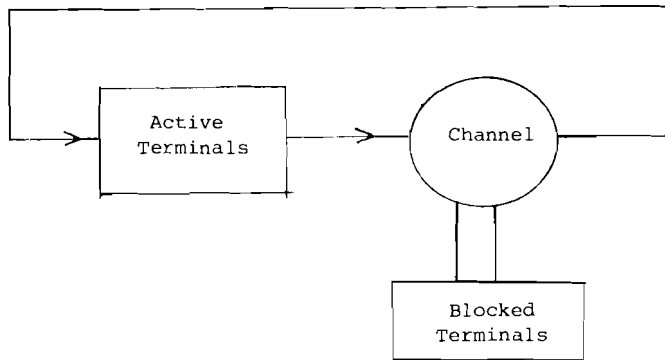 Active
Terminals
Channel
Blocked
Terminals